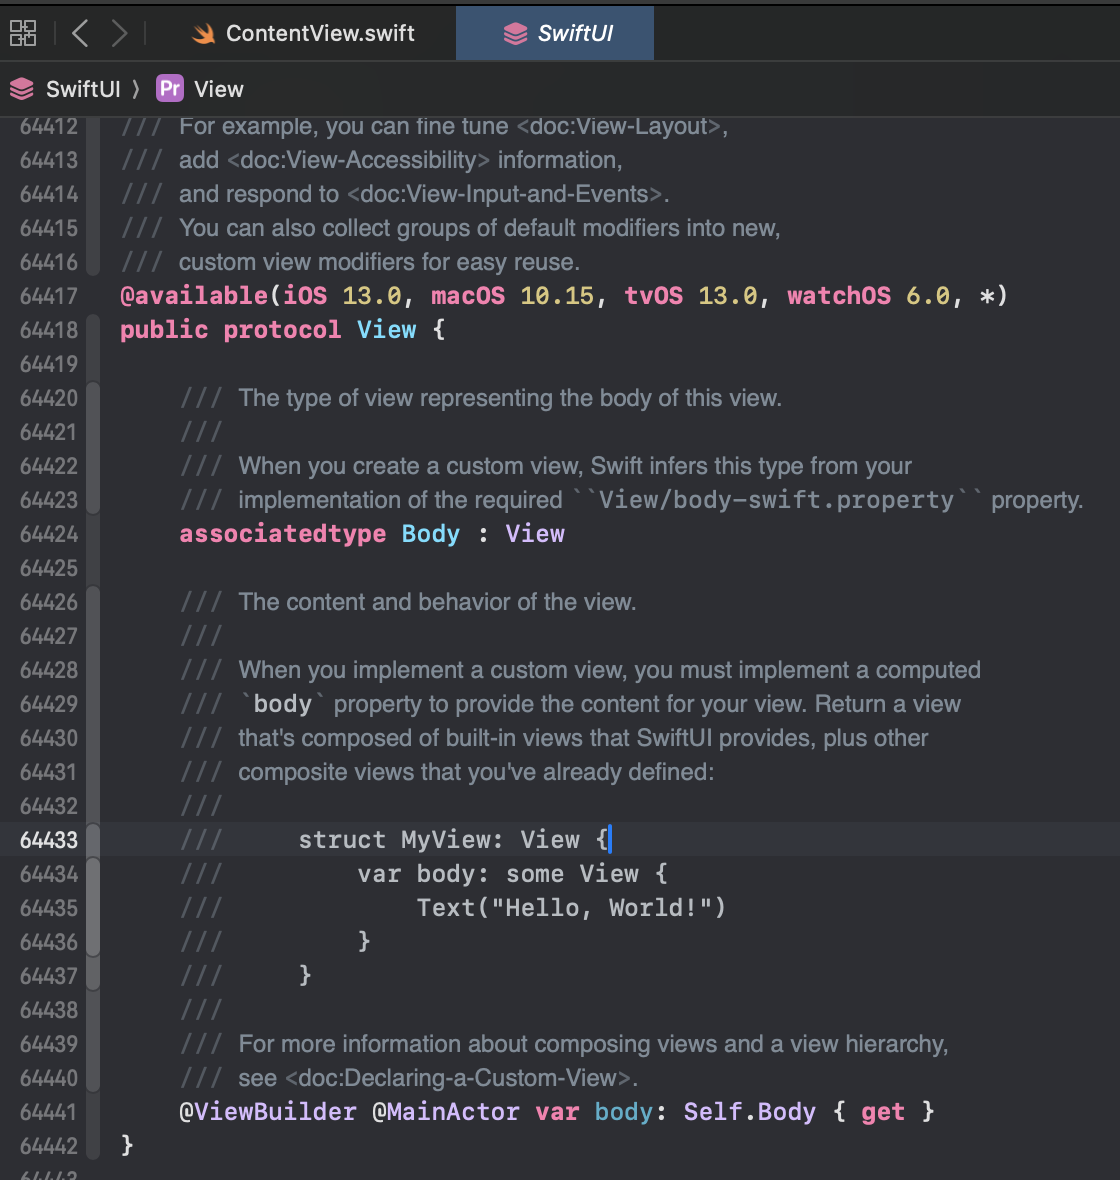 ContentView.swift
SwiftUI
SwiftUI 〉 Pr View
64412 /// For example, you can fine tune <doc:View-Layout>,
64413 /// add <doc:View-Accessibility> information,
64414 /// and respond to <doc:View-Input-and-Events>.
64415 /// You can also collect groups of default modifiers into new,
64416 /// custom view modifiers for easy reuse.
64417 @available(iOS 13.0, macOS 10.15, tvOS 13.0, watchOS 6.0, *)
64418 public protocol View {
64419
64420     /// The type of view representing the body of this view.
64421     ///
64422     /// When you create a custom view, Swift infers this type from your
64423     /// implementation of the required ``View/body-swift.property`` property.
64424     associatedtype Body : View
64425
64426     /// The content and behavior of the view.
64427     ///
64428     /// When you implement a custom view, you must implement a computed
64429     /// `body` property to provide the content for your view. Return a view
64430     /// that's composed of built-in views that SwiftUI provides, plus other
64431     /// composite views that you've already defined:
64432     ///
64433     ///     struct MyView: View {
64434     ///         var body: some View {
64435     ///             Text("Hello, World!")
64436     ///         }
64437     ///     }
64438     ///
64439     /// For more information about composing views and a view hierarchy,
64440     /// see <doc:Declaring-a-Custom-View>.
64441     @ViewBuilder @MainActor var body: Self.Body { get }
64442 }
64443